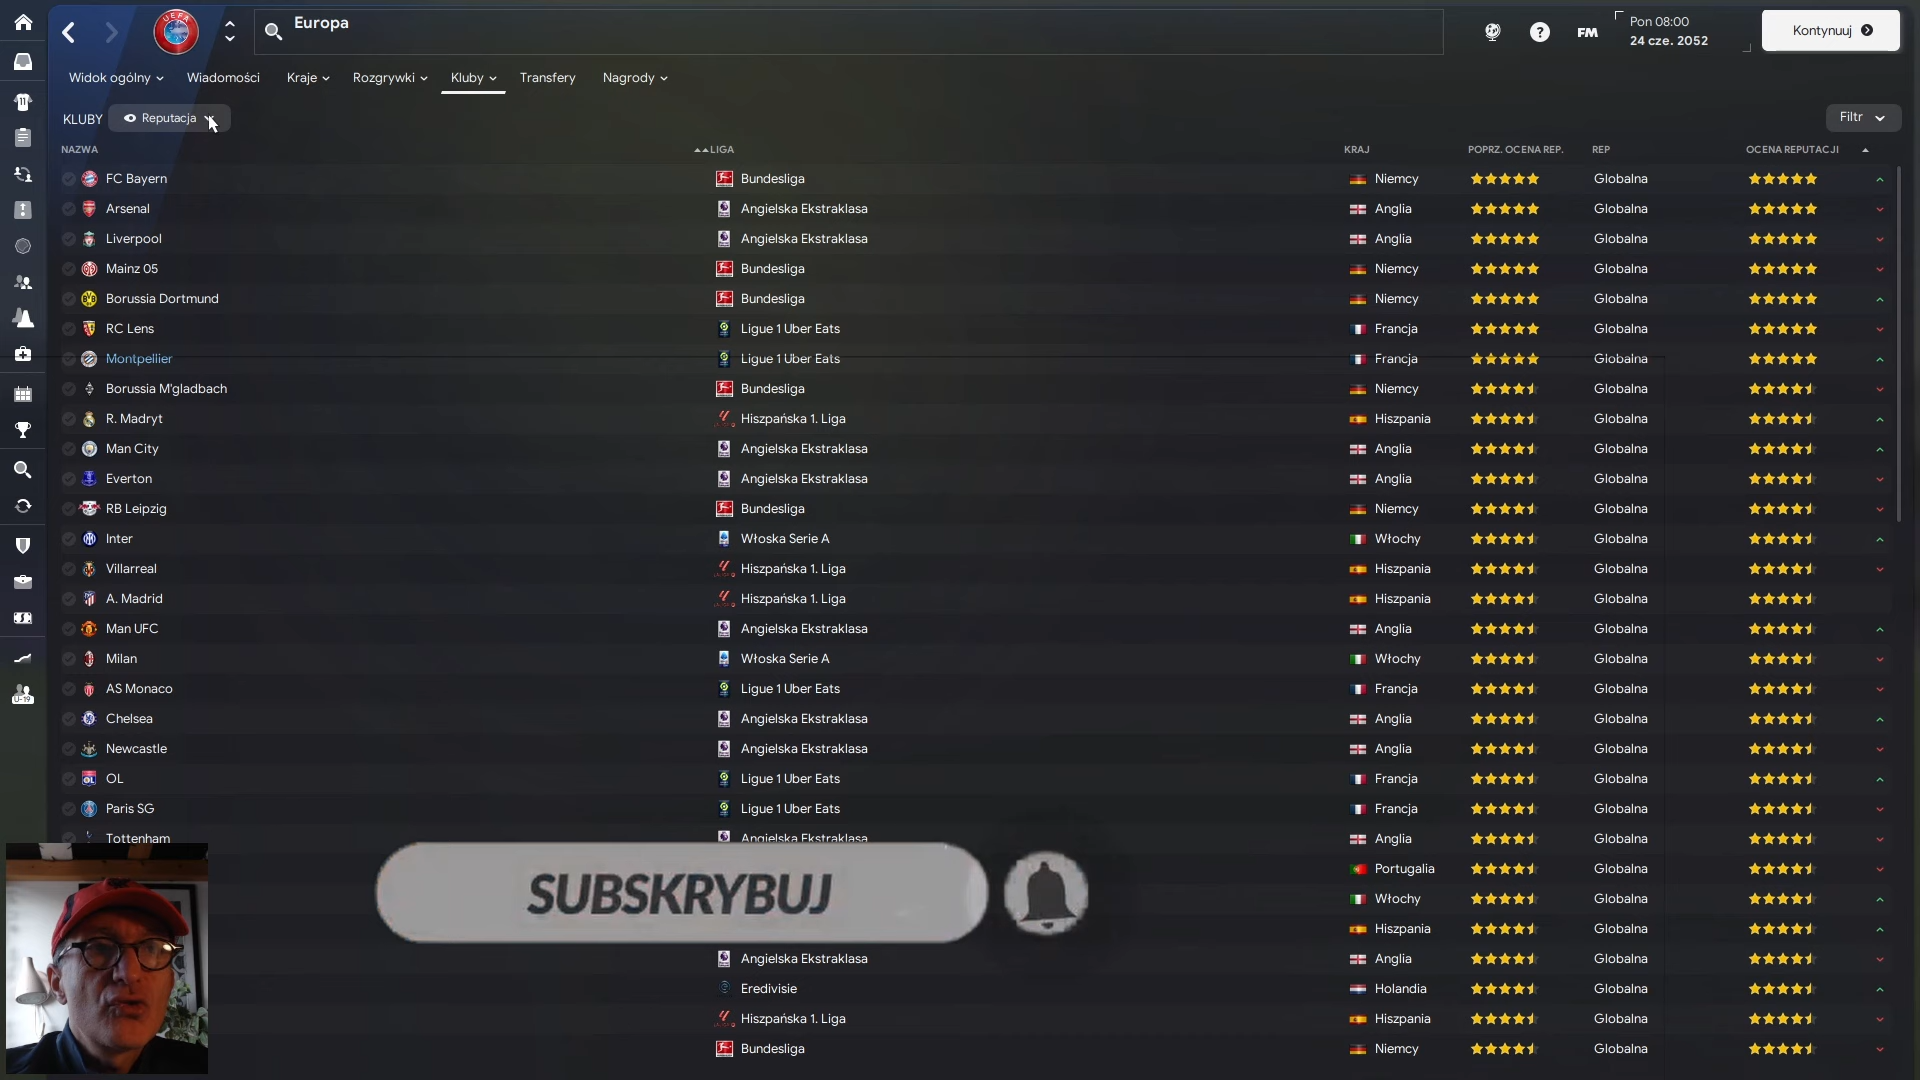 Europa
Pon 08:00
24 cze. 2052
FM
Kontynuuj
Widok ogólny
Wiadomości
Kraje
Rozgrywki
Kluby
Transfery
Nagrody
KLUBY
Reputacja
Filtr
NAZWA LIGA KRAJ POPRZ. OCENA REP. REP OCENA REPUTACJI
FC Bayern Bundesliga Niemcy Globalna
Arsenal Angielska Ekstraklasa Anglia Globalna
Liverpool Angielska Ekstraklasa Anglia Globalna
Mainz 05 Bundesliga Niemcy Globalna
Borussia Dortmund Bundesliga Niemcy Globalna
RC Lens Ligue 1 Uber Eats Francja Globalna
Montpellier Ligue 1 Uber Eats Francja Globalna
Borussia M'gladbach Bundesliga Niemcy Globalna
R. Madryt Hiszpańska 1. Liga Hiszpania Globalna
Man City Angielska Ekstraklasa Anglia Globalna
Everton Angielska Ekstraklasa Anglia Globalna
RB Leipzig Bundesliga Niemcy Globalna
Inter Włoska Serie A Włochy Globalna
Villarreal Hiszpańska 1. Liga Hiszpania Globalna
A. Madrid Hiszpańska 1. Liga Hiszpania Globalna
Man UFC Angielska Ekstraklasa Anglia Globalna
Milan Włoska Serie A Włochy Globalna
AS Monaco Ligue 1 Uber Eats Francja Globalna
Chelsea Angielska Ekstraklasa Anglia Globalna
Newcastle Angielska Ekstraklasa Anglia Globalna
OL Ligue 1 Uber Eats Francja Globalna
Paris SG Ligue 1 Uber Eats Francja Globalna
Tottenham Angielska Ekstraklasa Anglia Globalna
Portugalia Globalna
SUBSKRYBUJ
Włochy Globalna
Hiszpania Globalna
Angielska Ekstraklasa Anglia Globalna
Eredivisie Holandia Globalna
Hiszpańska 1. Liga Hiszpania Globalna
Bundesliga Niemcy Globalna